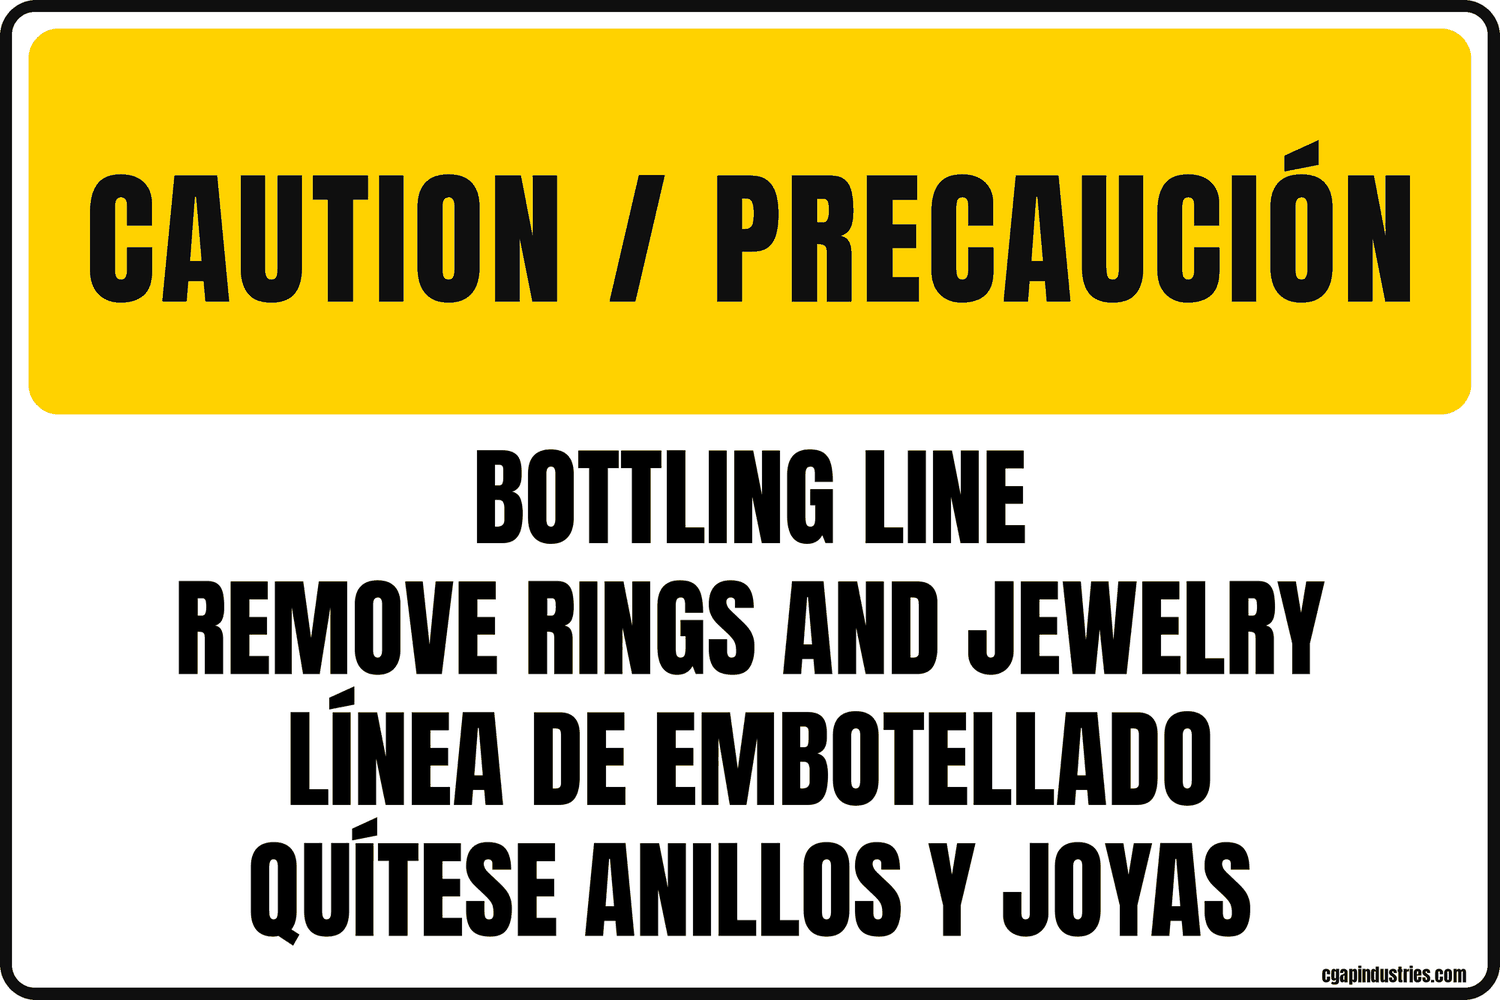 CAUTION / PRECAUCIÓN
BOTTLING LINE
REMOVE RINGS AND JEWELRY
LÍNEA DE EMBOTELLADO
QUÍTESE ANILLOS Y JOYAS
cgapindustries.com